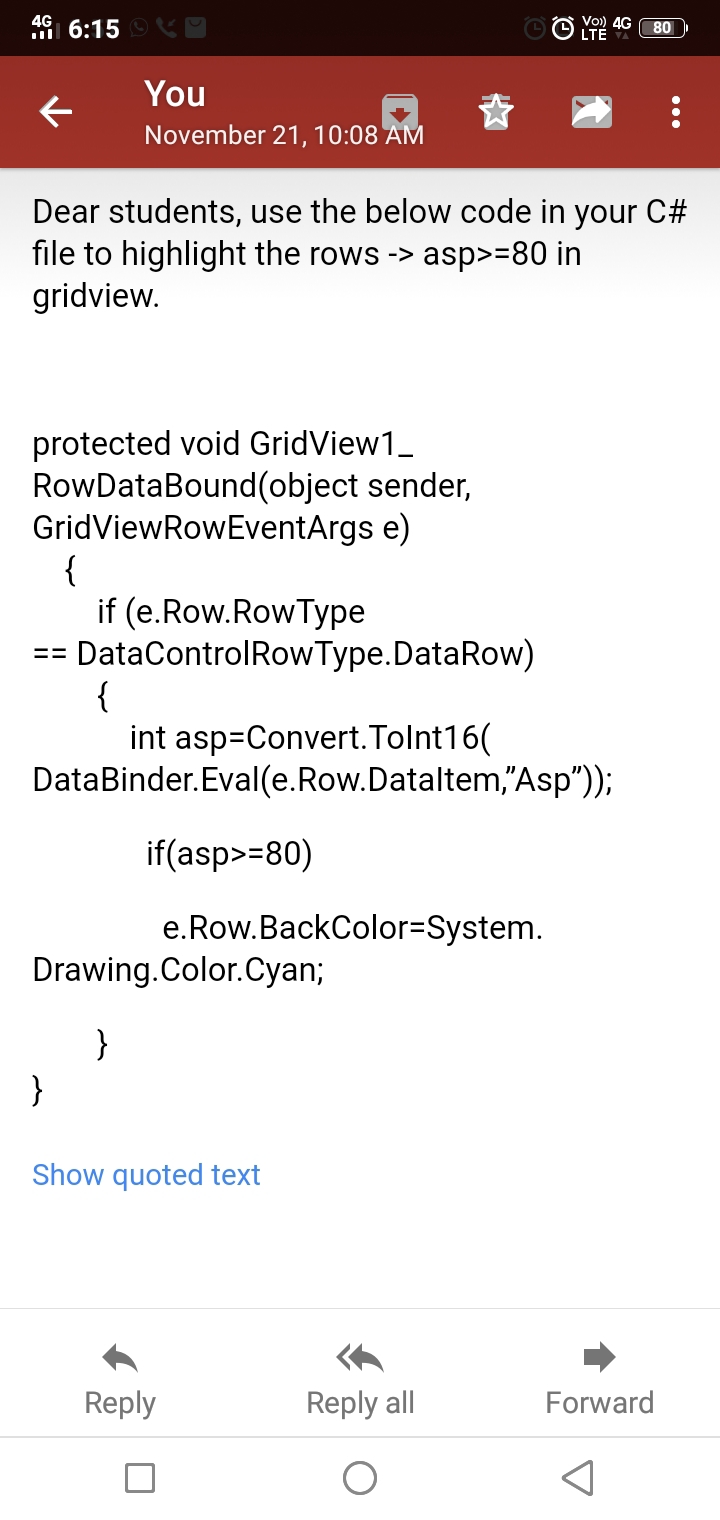 4G 6:15 Vo)) LTE 4G 80
You
November 21, 10:08 AM
Dear students, use the below code in your C#
file to highlight the rows -> asp>=80 in
gridview.
protected void GridView1_
RowDataBound(object sender,
GridViewRowEventArgs e)
{
if (e.Row.RowType
== DataControlRowType.DataRow)
{
int asp=Convert.ToInt16(
DataBinder.Eval(e.Row.DataItem,”Asp”));
if(asp>=80)
e.Row.BackColor=System.
Drawing.Color.Cyan;
}
}
Show quoted text
Reply Reply all Forward